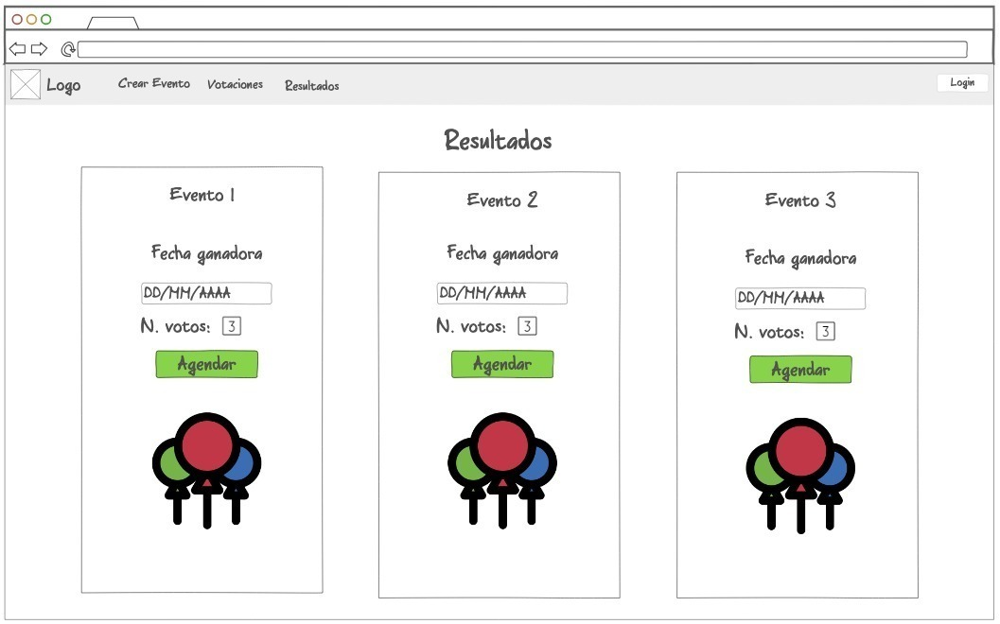 Logo
Crear Evento
Votaciones
Resultados
Login
Resultados
Evento 1
Fecha ganadora
DD/MM/AAAA
N. votos: 3
Agendar
Evento 2
Fecha ganadora
DD/MM/AAAA
N. votos: 3
Agendar
Evento 3
Fecha ganadora
DD/MM/AAAA
N. votos: 3
Agendar